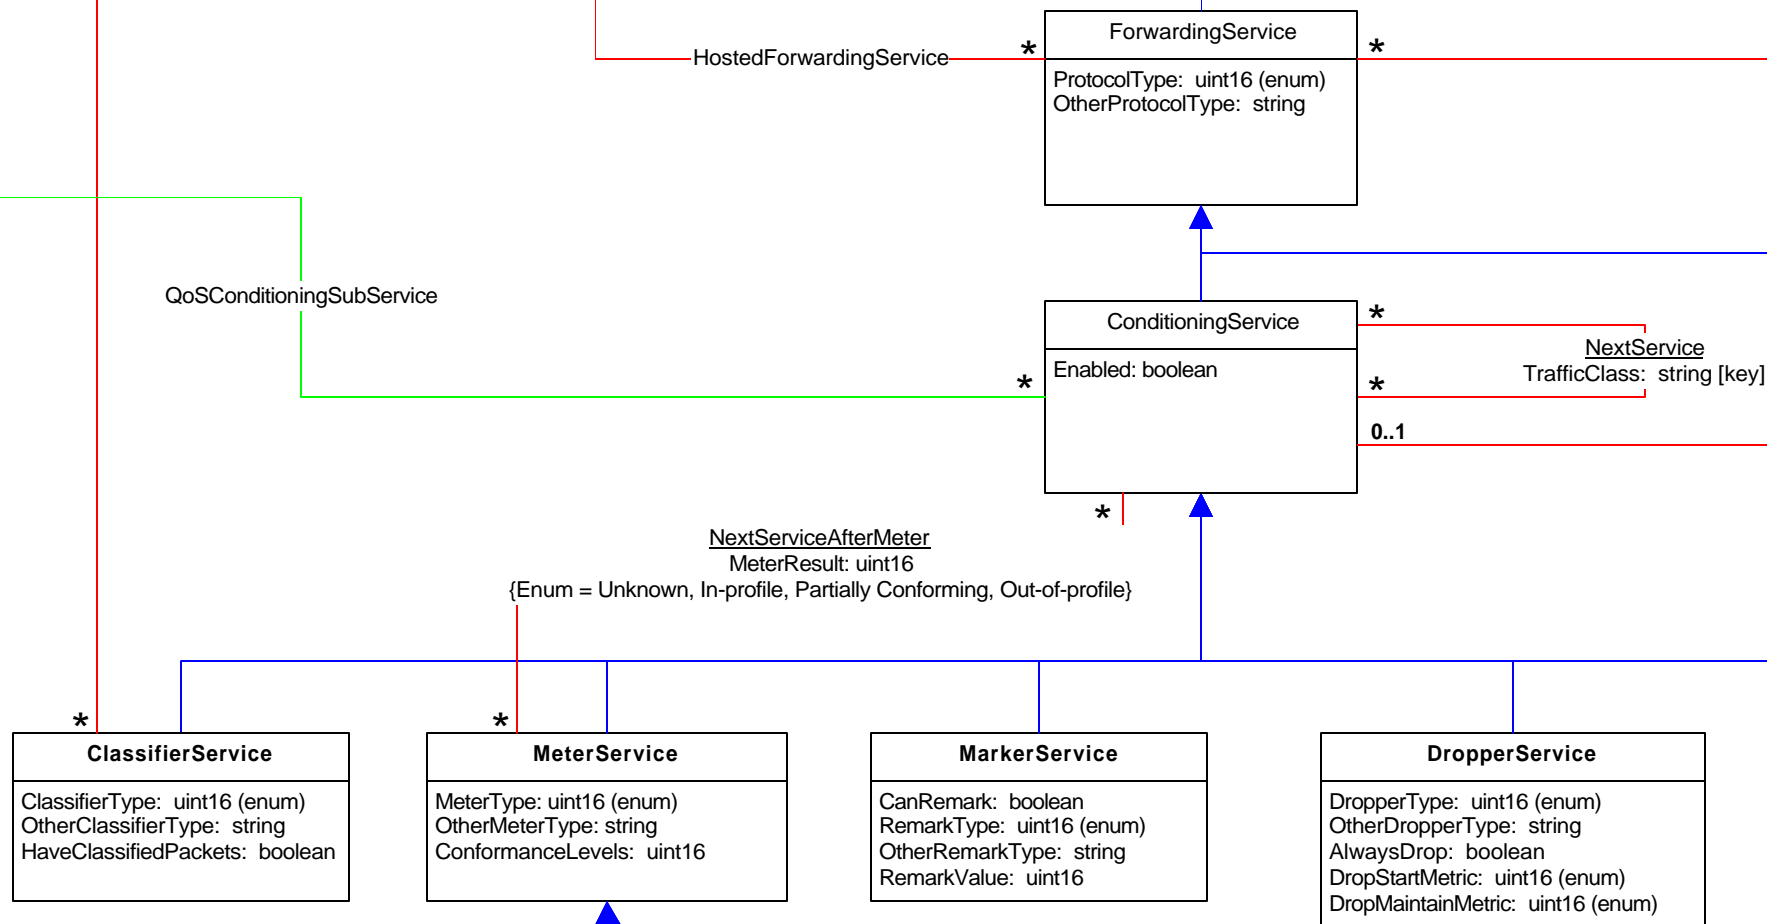 ForwardingService
*
*
HostedForwardingService
ProtocolType: uint16 (enum)
OtherProtocolType: string
QoSConditioningSubService
*
ConditioningService
*
NextService
TrafficClass: string [key]
Enabled: boolean
*
*
0..1
*
NextServiceAfterMeter
MeterResult: uint16
{Enum = Unknown, In-profile, Partially Conforming, Out-of-profile}
*
*
ClassifierService
ClassifierType: uint16 (enum)
OtherClassifierType: string
HaveClassifiedPackets: boolean
MeterService
MeterType: uint16 (enum)
OtherMeterType: string
ConformanceLevels: uint16
MarkerService
CanRemark: boolean
RemarkType: uint16 (enum)
OtherRemarkType: string
RemarkValue: uint16
DropperService
DropperType: uint16 (enum)
OtherDropperType: string
AlwaysDrop: boolean
DropStartMetric: uint16 (enum)
DropMaintainMetric: uint16 (enum)